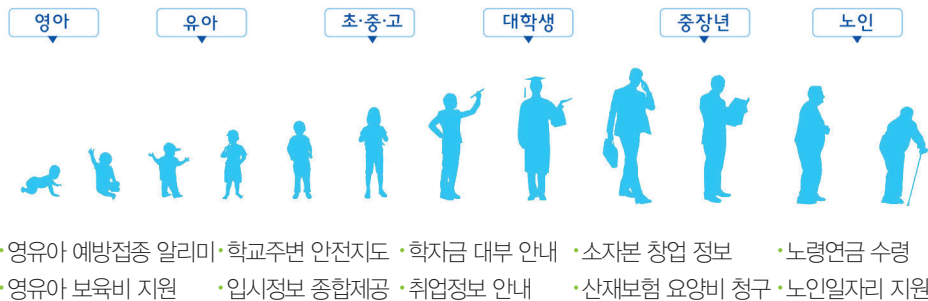 영아 유아 초·중·고 대학생 중장년 노인
·영유아 예방접종 알리미 ·학교주변 안전지도 ·학자금 대부 안내 ·소자본 창업 정보 ·노령연금 수령
·영유아 보육비 지원 ·입시정보 종합제공 ·취업정보 안내 ·산재보험 요양비 청구 ·노인일자리 지원